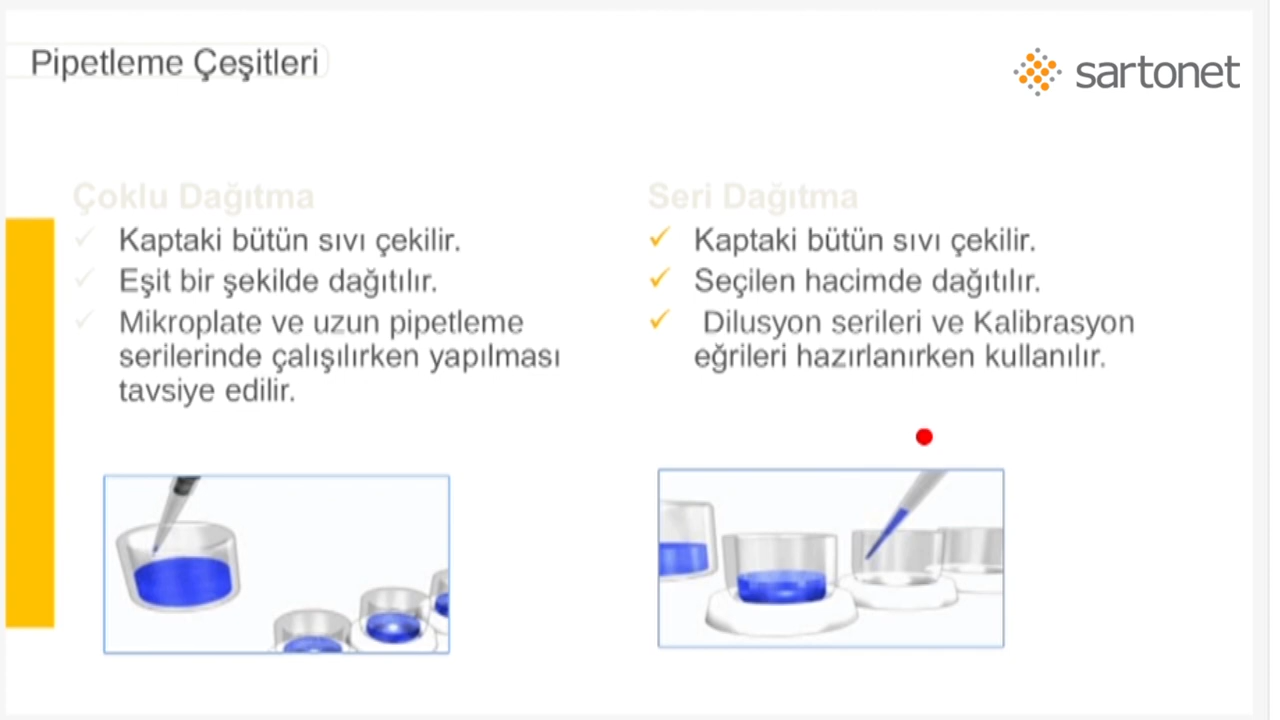 Pipetleme Çeşitleri
sartonet
Çoklu Dağıtma
Kaptaki bütün sıvı çekilir.
Eşit bir şekilde dağıtılır.
Mikroplate ve uzun pipetleme
serilerinde çalışılırken yapılması
tavsiye edilir.
Seri Dağıtma
Kaptaki bütün sıvı çekilir.
Seçilen hacimde dağıtılır.
Dilusyon serileri ve Kalibrasyon
eğrileri hazırlanırken kullanılır.